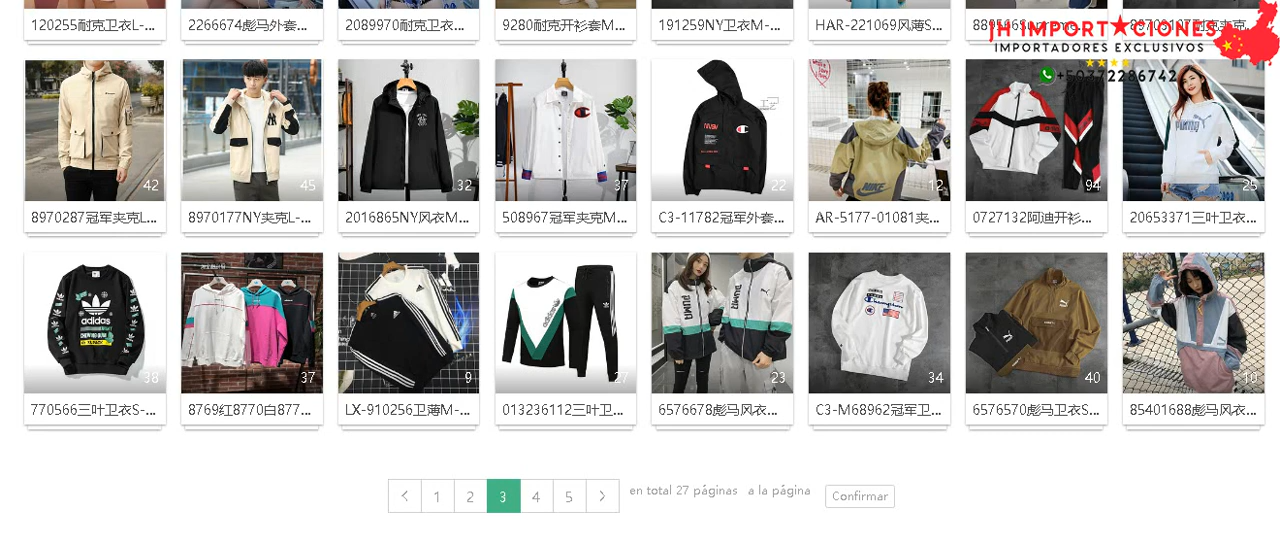 120255耐克卫衣L-...
2266674彪马外套...
2089970耐克卫衣...
9280耐克开衫套M...
191259NY卫衣M-...
HAR-221069风薄S...
JH IMPORT★CIONES
IMPORTADORES EXCLUSIVOS
+50372286742
42
45
32
37
22
12
94
25
8970287冠军夹克L...
8970177NY夹克L-...
2016865NY风衣M...
508967冠军夹克M...
C3-11782冠军外套...
AR-5177-01081夹...
0727132阿迪开衫...
20653371三叶卫衣...
adidas
PUMA
PUMA
Champion
NIKE
38
37
9
27
23
34
40
10
770566三叶卫衣S-...
8769红8770白877...
LX-910256卫薄M-...
013236112三叶卫...
6576678彪马风衣...
C3-M68962冠军卫...
6576570彪马卫衣S...
85401688彪马风衣...
1 2 3 4 5 en total 27 páginas a la página Confirmar